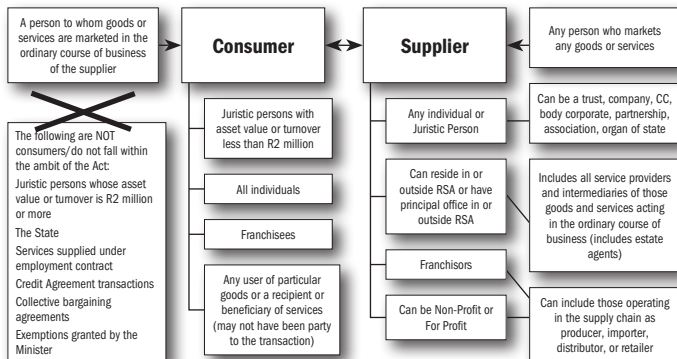 A person to whom goods or
services are marketed in the
ordinary course of business
of the supplier
Consumer
Supplier
Any person who markets
any goods or services
The following are NOT
consumers/do not fall within
the ambit of the Act:
Juristic persons whose asset
value or turnover is R2 million
or more
The State
Services supplied under
employment contract
Credit Agreement transactions
Collective bargaining
agreements
Exemptions granted by the
Minister
Juristic persons with
asset value or turnover
less than R2 million
All individuals
Franchisees
Any user of particular
goods or a recipient or
beneficiary of services
(may not have been party
to the transaction)
Any individual or
Juristic Person
Can reside in or
outside RSA or have
principal office in or
outside RSA
Franchisors
Can be Non-Profit or
For Profit
Can be a trust, company, CC,
body corporate, partnership,
association, organ of state
Includes all service providers
and intermediaries of those
goods and services acting
in the ordinary course of
business (includes estate
agents)
Can include those operating
in the supply chain as
producer, importer,
distributor, or retailer